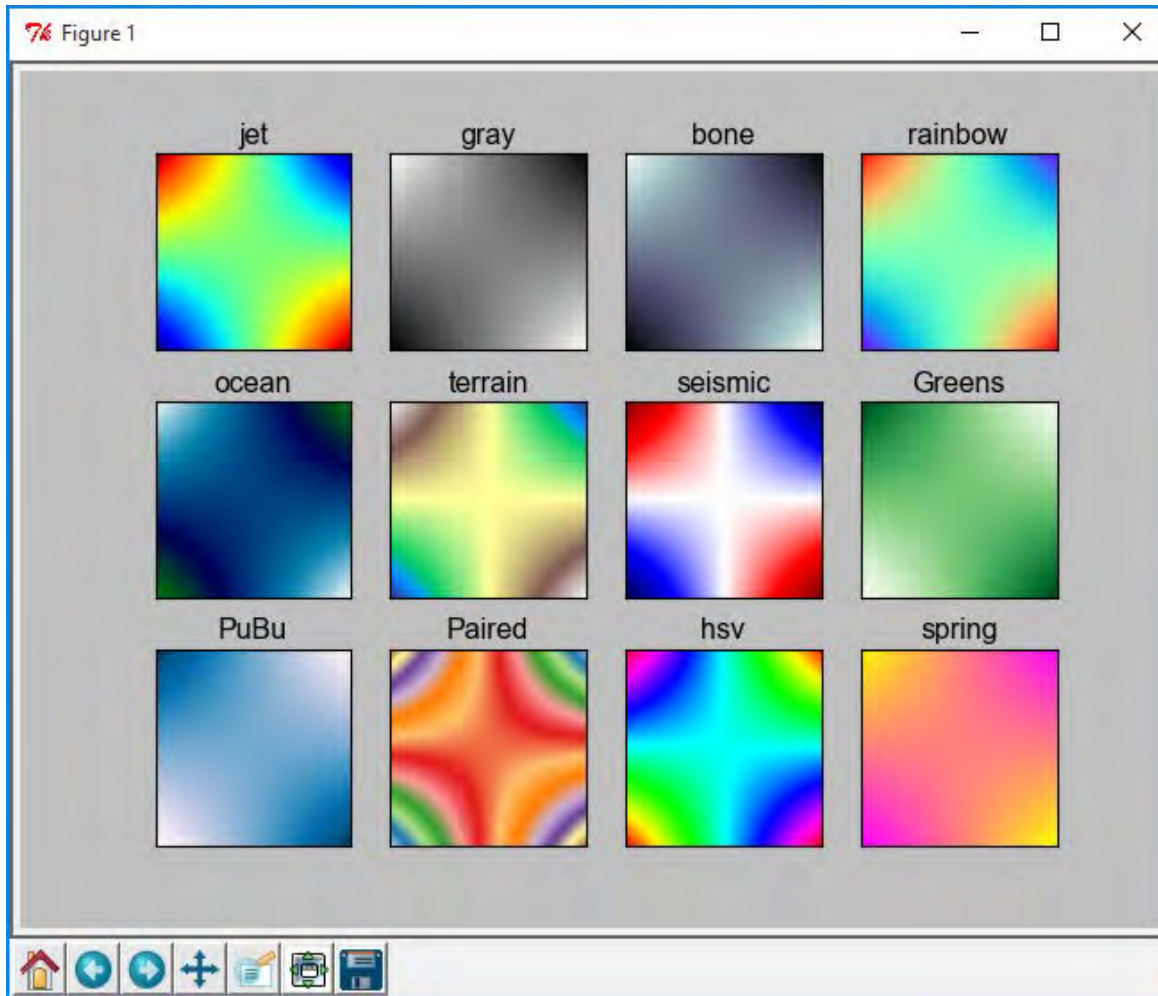 Figure 1
jet gray bone rainbow
ocean terrain seismic Greens
PuBu Paired hsv spring